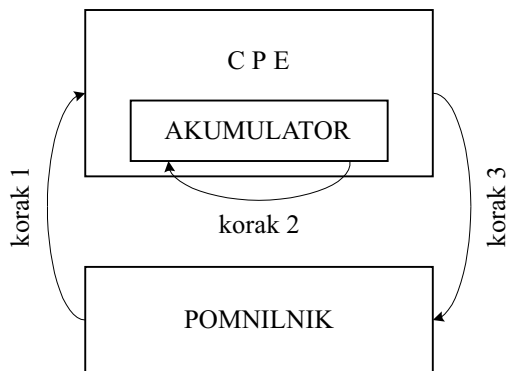 C P E
AKUMULATOR
korak 1
korak 2
korak 3
POMNILNIK